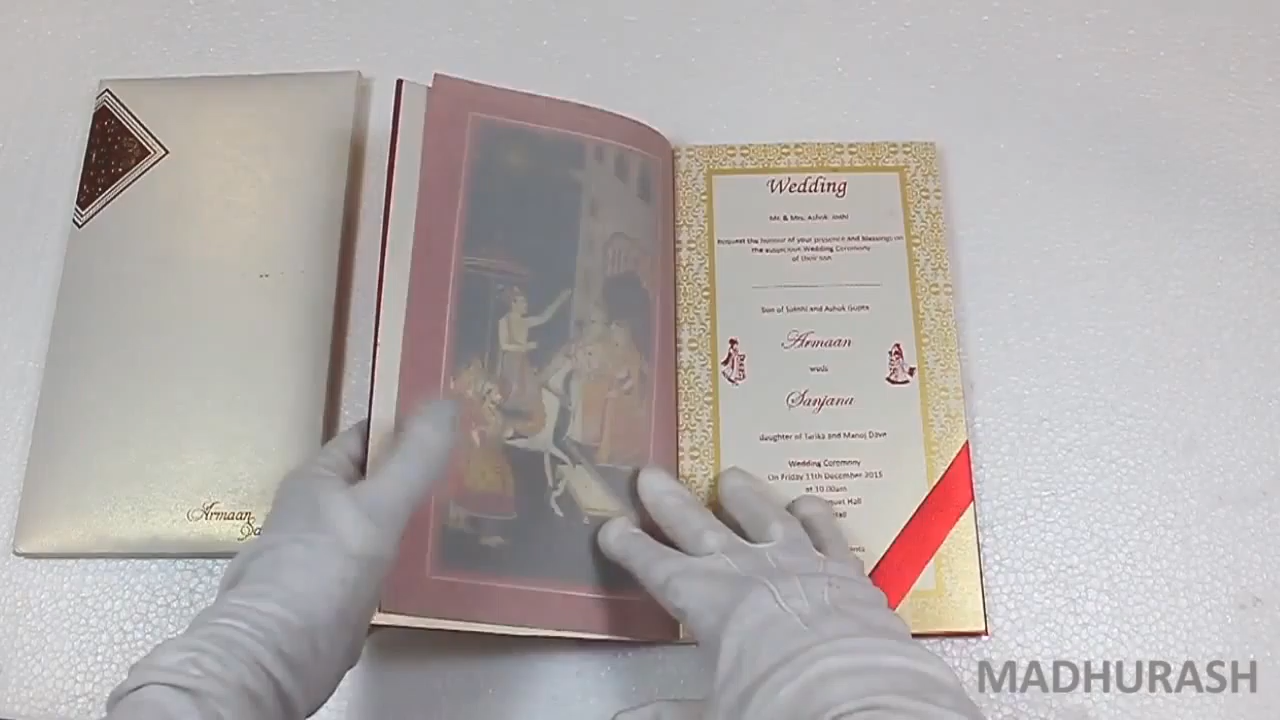 Armaan
Wedding
Mr. & Mrs. Ashok Joshi
Request the honour of your presence and blessings on
the auspicious Wedding Ceremony
of their son
Son of Sakshi and Ashok Gupta
Armaan
weds
Sanjana
daughter of Tarika and Manoj Dave
Wedding Ceremony
On Friday 11th December 2015
at 10.00am
Hall
MADHURASH